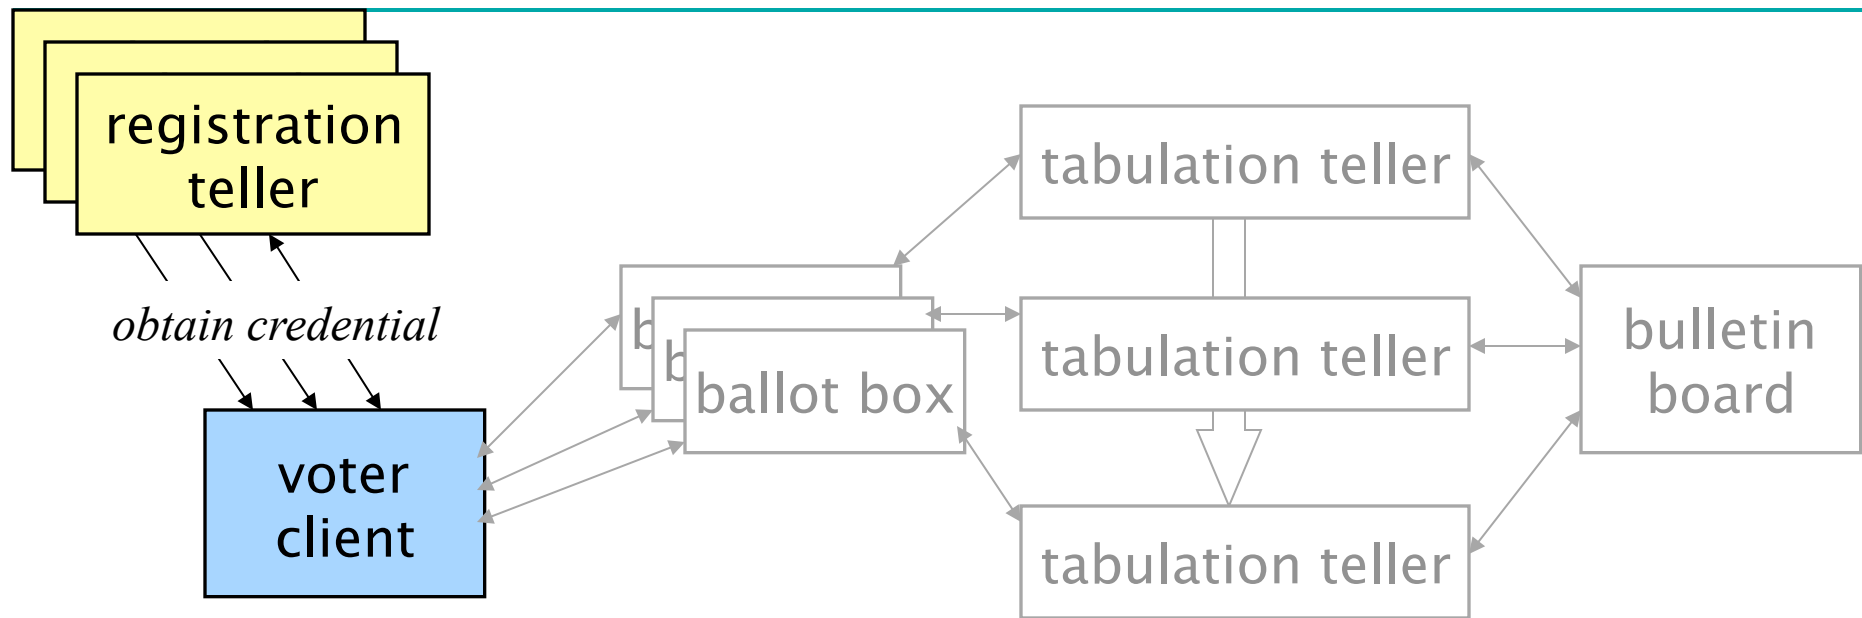 registration
teller
obtain credential
voter
client
b
b
ballot box
tabulation teller
tabulation teller
tabulation teller
bulletin
board